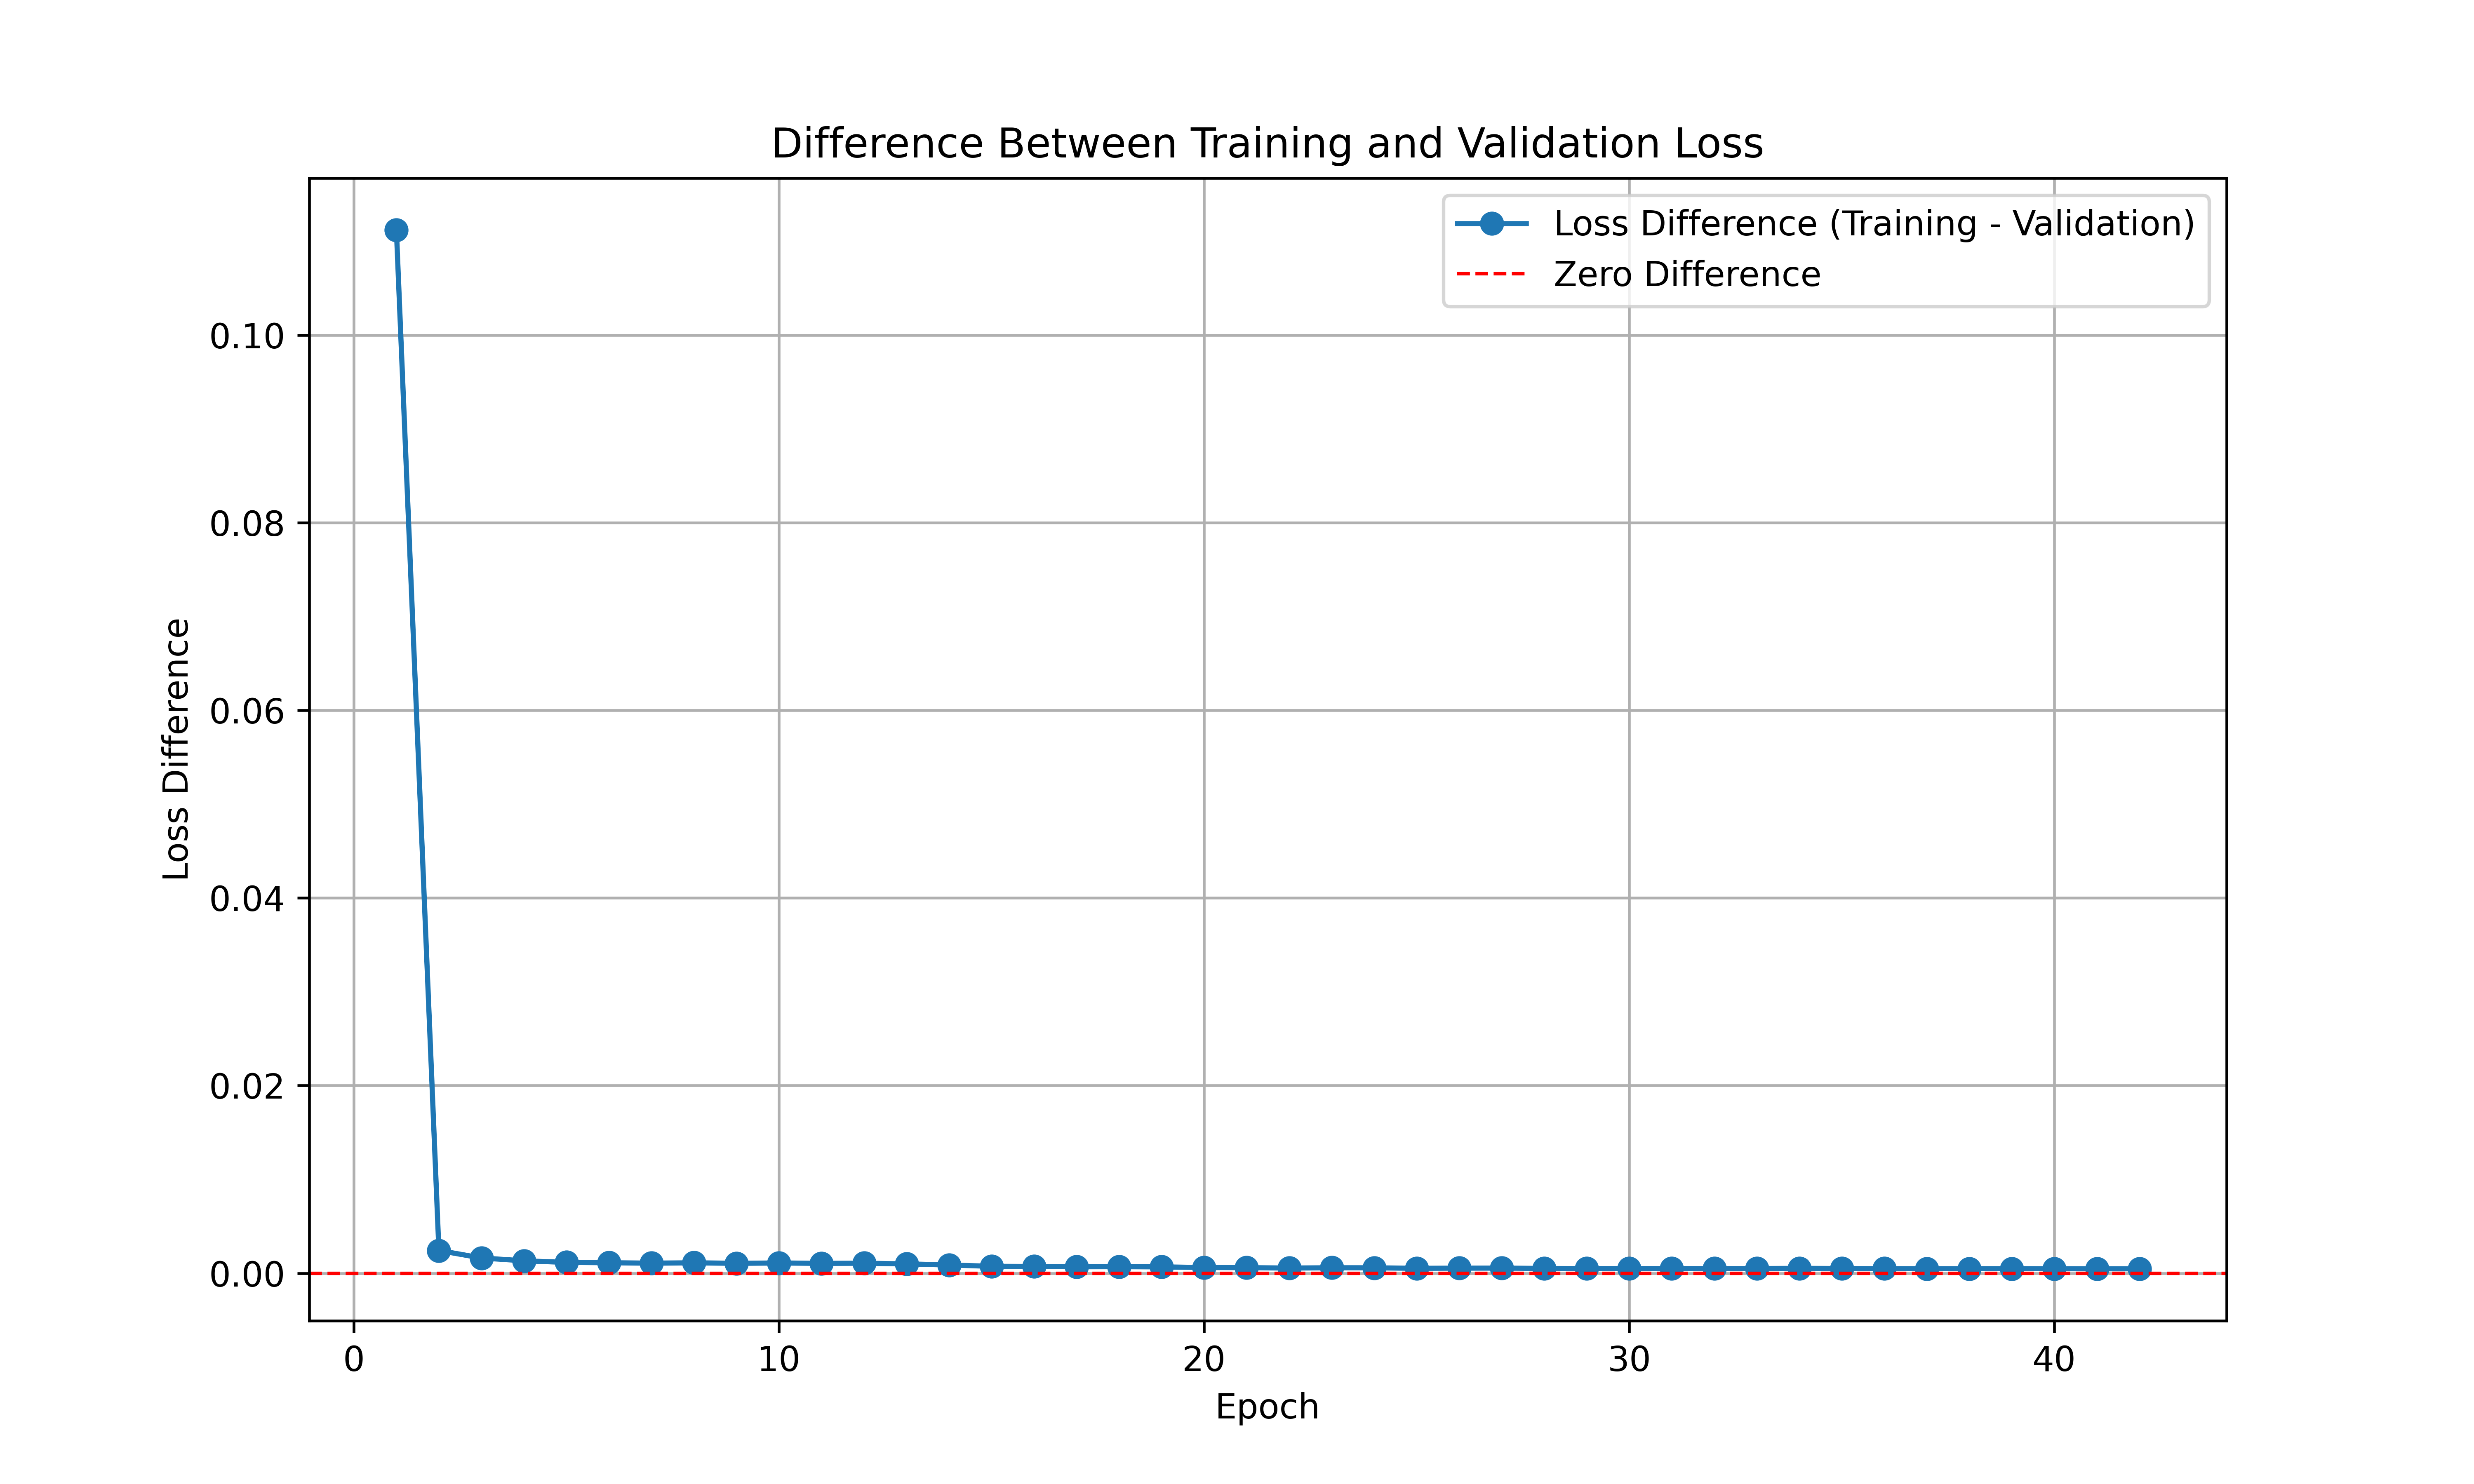 Difference Between Training and Validation Loss
Loss Difference (Training - Validation)
Zero Difference
Loss Difference
0.10
0.08
0.06
0.04
0.02
0.00
0 10 20 30 40
Epoch